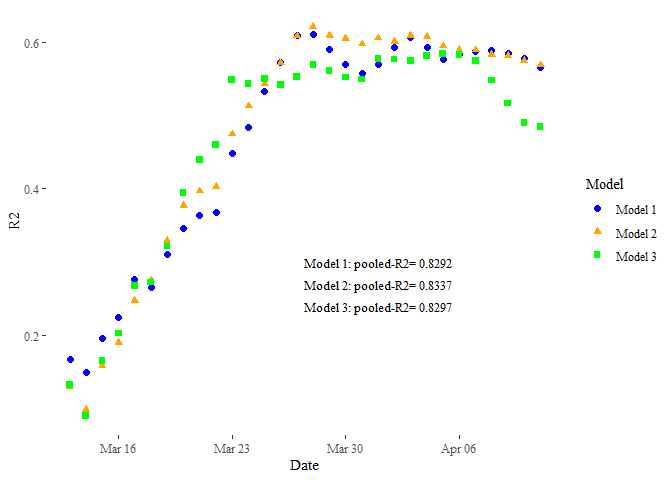 0.6
0.4
0.2
R2
Model 1: pooled-R2= 0.8292
Model 2: pooled-R2= 0.8337
Model 3: pooled-R2= 0.8297
Mar 16
Mar 23
Mar 30
Apr 06
Date
Model
Model 1
Model 2
Model 3